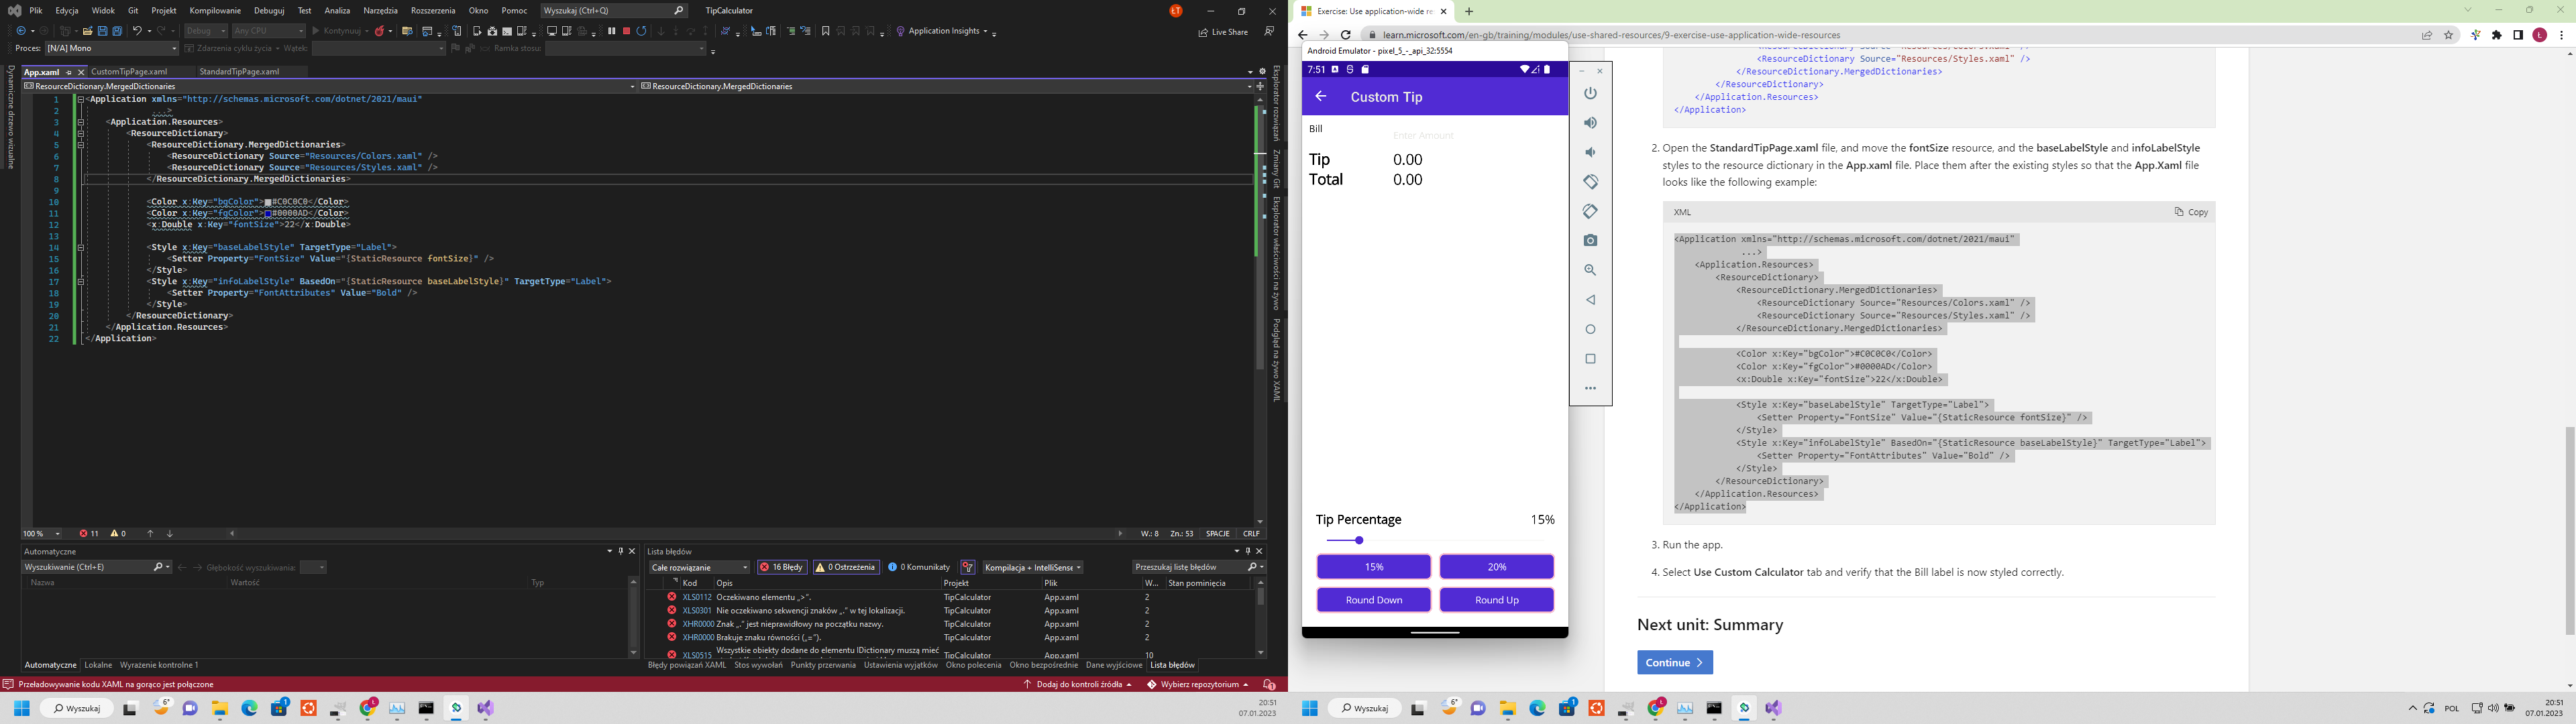 Plik Edycja Widok Git Projekt Kompilowanie Debuguj Test Analiza Narzędzia Rozszerzenia Okno Pomoc Wyszukaj (Ctrl+Q) TipCalculator ŁT
Debug Any CPU Kontynuuj Application Insights Live Share
Proces: [N/A] Mono Zdarzenia cyklu życia Wątek: Ramka stosu:
App.xaml CustomTipPage.xaml StandardTipPage.xaml
ResourceDictionary.MergedDictionaries ResourceDictionary.MergedDictionaries
1 <Application xmlns="http://schemas.microsoft.com/dotnet/2021/maui"
2 ...>
3 <Application.Resources>
4 <ResourceDictionary>
5 <ResourceDictionary.MergedDictionaries>
6 <ResourceDictionary Source="Resources/Colors.xaml" />
7 <ResourceDictionary Source="Resources/Styles.xaml" />
8 </ResourceDictionary.MergedDictionaries>
9
10 <Color x:Key="bgColor">#C0C0C0</Color>
11 <Color x:Key="fgColor">#0000AD</Color>
12 <x:Double x:Key="fontSize">22</x:Double>
13
14 <Style x:Key="baseLabelStyle" TargetType="Label">
15 <Setter Property="FontSize" Value="{StaticResource fontSize}" />
16 </Style>
17 <Style x:Key="infoLabelStyle" BasedOn="{StaticResource baseLabelStyle}" TargetType="Label">
18 <Setter Property="FontAttributes" Value="Bold" />
19 </Style>
20 </ResourceDictionary>
21 </Application.Resources>
22 </Application>
Dynamiczne drzewo wizualne
Eksplorator rozwiązań
Zmiany Git
Eksplorator właściwości na żywo
Podgląd na żywo XAML
100 % 11 0 W.: 8 Zn.: 53 SPACJE CRLF
Automatyczne
Wyszukiwanie (Ctrl+E) Głębokość wyszukiwania:
Nazwa Wartość Typ
Automatyczne Lokalne Wyrażenie kontrolne 1
Lista błędów
Całe rozwiązanie 16 Błędy 0 Ostrzeżenia 0 Komunikaty Kompilacja + IntelliSense Przeszukaj listę błędów
Kod Opis Projekt Plik W... Stan pominięcia
XLS0112 Oczekiwano elementu „>”. TipCalculator App.xaml 2
XLS0301 Nie oczekiwano sekwencji znaków „.” w tej lokalizacji. TipCalculator App.xaml 2
XHR0000 Znak „.” jest nieprawidłowy na początku nazwy. TipCalculator App.xaml 2
XHR0000 Brakuje znaku równości („=”). TipCalculator App.xaml 2
XLS0515 Wszystkie obiekty dodane do elementu IDictionary muszą mieć TipCalculator App.xaml 10
Błędy powiązań XAML Stos wywołań Punkty przerwania Ustawienia wyjątków Okno polecenia Okno bezpośrednie Dane wyjściowe Lista błędów
Przeładowywanie kodu XAML na gorąco jest połączone Dodaj do kontroli źródła Wybierz repozytorium
Wyszukaj 6° 20:51
07.01.2023
Exercise: Use application-wide re
learn.microsoft.com/en-gb/training/modules/use-shared-resources/9-exercise-use-application-wide-resources
Android Emulator - pixel_5_-_api_32:5554
7:51
Custom Tip
Bill Enter Amount
Tip 0.00
Total 0.00
Tip Percentage 15%
15% 20%
Round Down Round Up
<ResourceDictionary Source="Resources/Styles.xaml" />
</ResourceDictionary.MergedDictionaries>
</ResourceDictionary>
</Application.Resources>
</Application>
2. Open the StandardTipPage.xaml file, and move the fontSize resource, and the baseLabelStyle and infoLabelStyle
styles to the resource dictionary in the App.xaml file. Place them after the existing styles so that the App.Xaml file
looks like the following example:
XML Copy
<Application xmlns="http://schemas.microsoft.com/dotnet/2021/maui"
...>
<Application.Resources>
<ResourceDictionary>
<ResourceDictionary.MergedDictionaries>
<ResourceDictionary Source="Resources/Colors.xaml" />
<ResourceDictionary Source="Resources/Styles.xaml" />
</ResourceDictionary.MergedDictionaries>
<Color x:Key="bgColor">#C0C0C0</Color>
<Color x:Key="fgColor">#0000AD</Color>
<x:Double x:Key="fontSize">22</x:Double>
<Style x:Key="baseLabelStyle" TargetType="Label">
<Setter Property="FontSize" Value="{StaticResource fontSize}" />
</Style>
<Style x:Key="infoLabelStyle" BasedOn="{StaticResource baseLabelStyle}" TargetType="Label">
<Setter Property="FontAttributes" Value="Bold" />
</Style>
</ResourceDictionary>
</Application.Resources>
</Application>
3. Run the app.
4. Select Use Custom Calculator tab and verify that the Bill label is now styled correctly.
Next unit: Summary
Continue
Wyszukaj 6° POL 20:51
07.01.2023